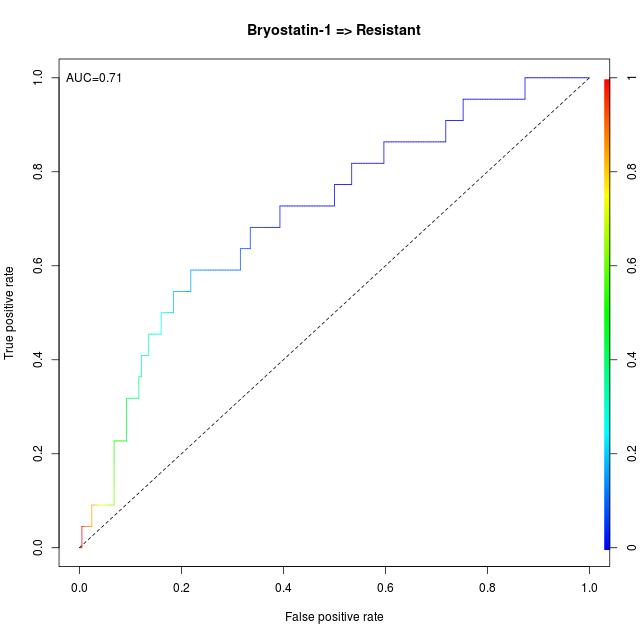 Bryostatin-1 => Resistant
AUC=0.71
True positive rate
1.0
0.8
0.6
0.4
0.2
0.0
0.0 0.2 0.4 0.6 0.8 1.0
False positive rate
1
0.8
0.6
0.4
0.2
0